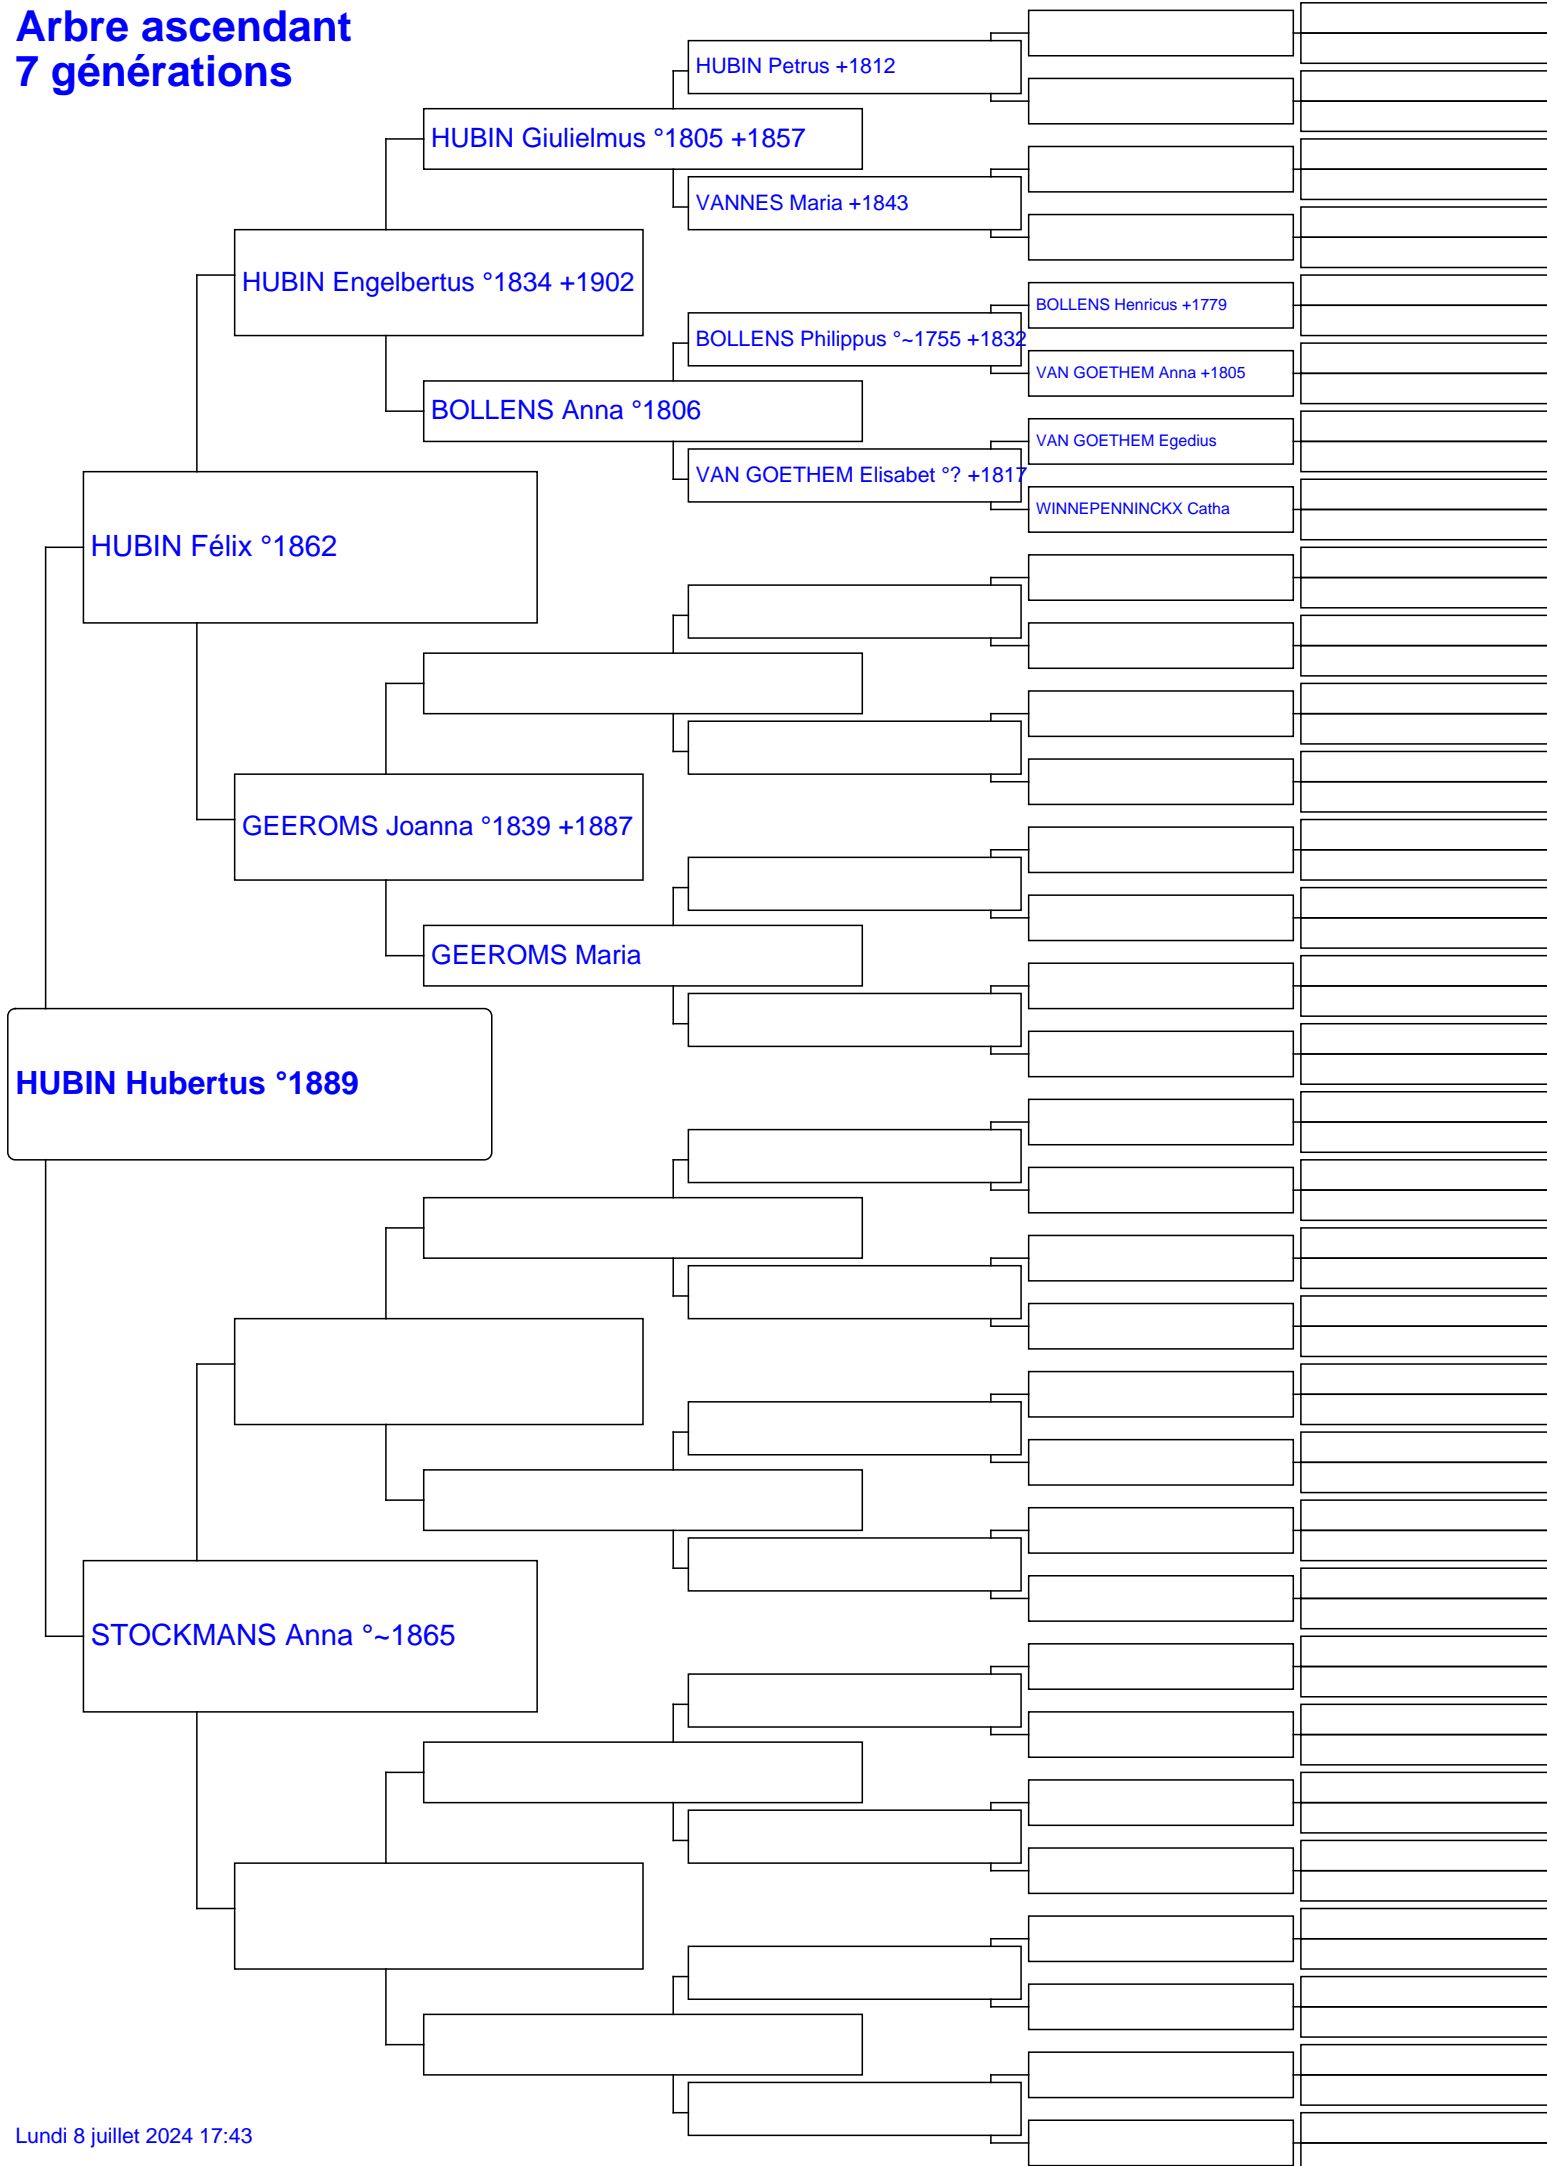 Arbre ascendant
7 générations
HUBIN Petrus +1812
HUBIN Giulielmus °1805 +1857
VANNES Maria +1843
HUBIN Engelbertus °1834 +1902
BOLLENS Henricus +1779
BOLLENS Philippus °~1755 +1832
VAN GOETHEM Anna +1805
BOLLENS Anna °1806
VAN GOETHEM Egedius
VAN GOETHEM Elisabet °? +1817
WINNEPENNINCKX Catha
HUBIN Félix °1862
GEEROMS Joanna °1839 +1887
GEEROMS Maria
HUBIN Hubertus °1889
STOCKMANS Anna °~1865
Lundi 8 juillet 2024 17:43